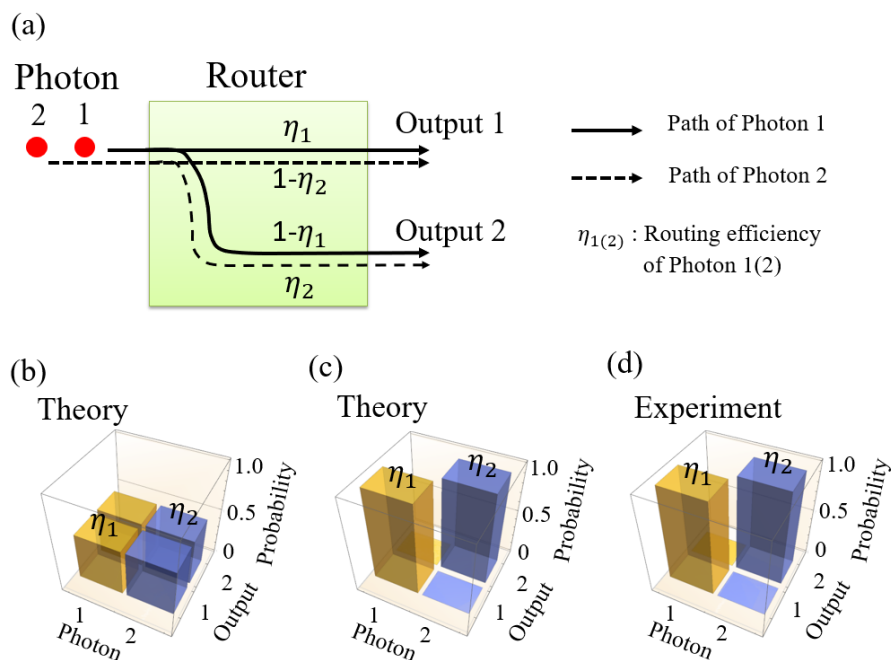 (a)
Photon
2 1
Router
η₁
Output 1
1-η₂
1-η₁
Output 2
η₂
Path of Photon 1
Path of Photon 2
η₁₍₂₎ : Routing efficiency
of Photon 1(2)
(b)
Theory
η₁
η₂
1.0
0.5
0
Probability
1
2
Photon
1
2
Output
(c)
Theory
η₁
η₂
1.0
0.5
0
Probability
1
2
Photon
1
2
Output
(d)
Experiment
η₁
η₂
1.0
0.5
0
Probability
1
2
Photon
1
2
Output